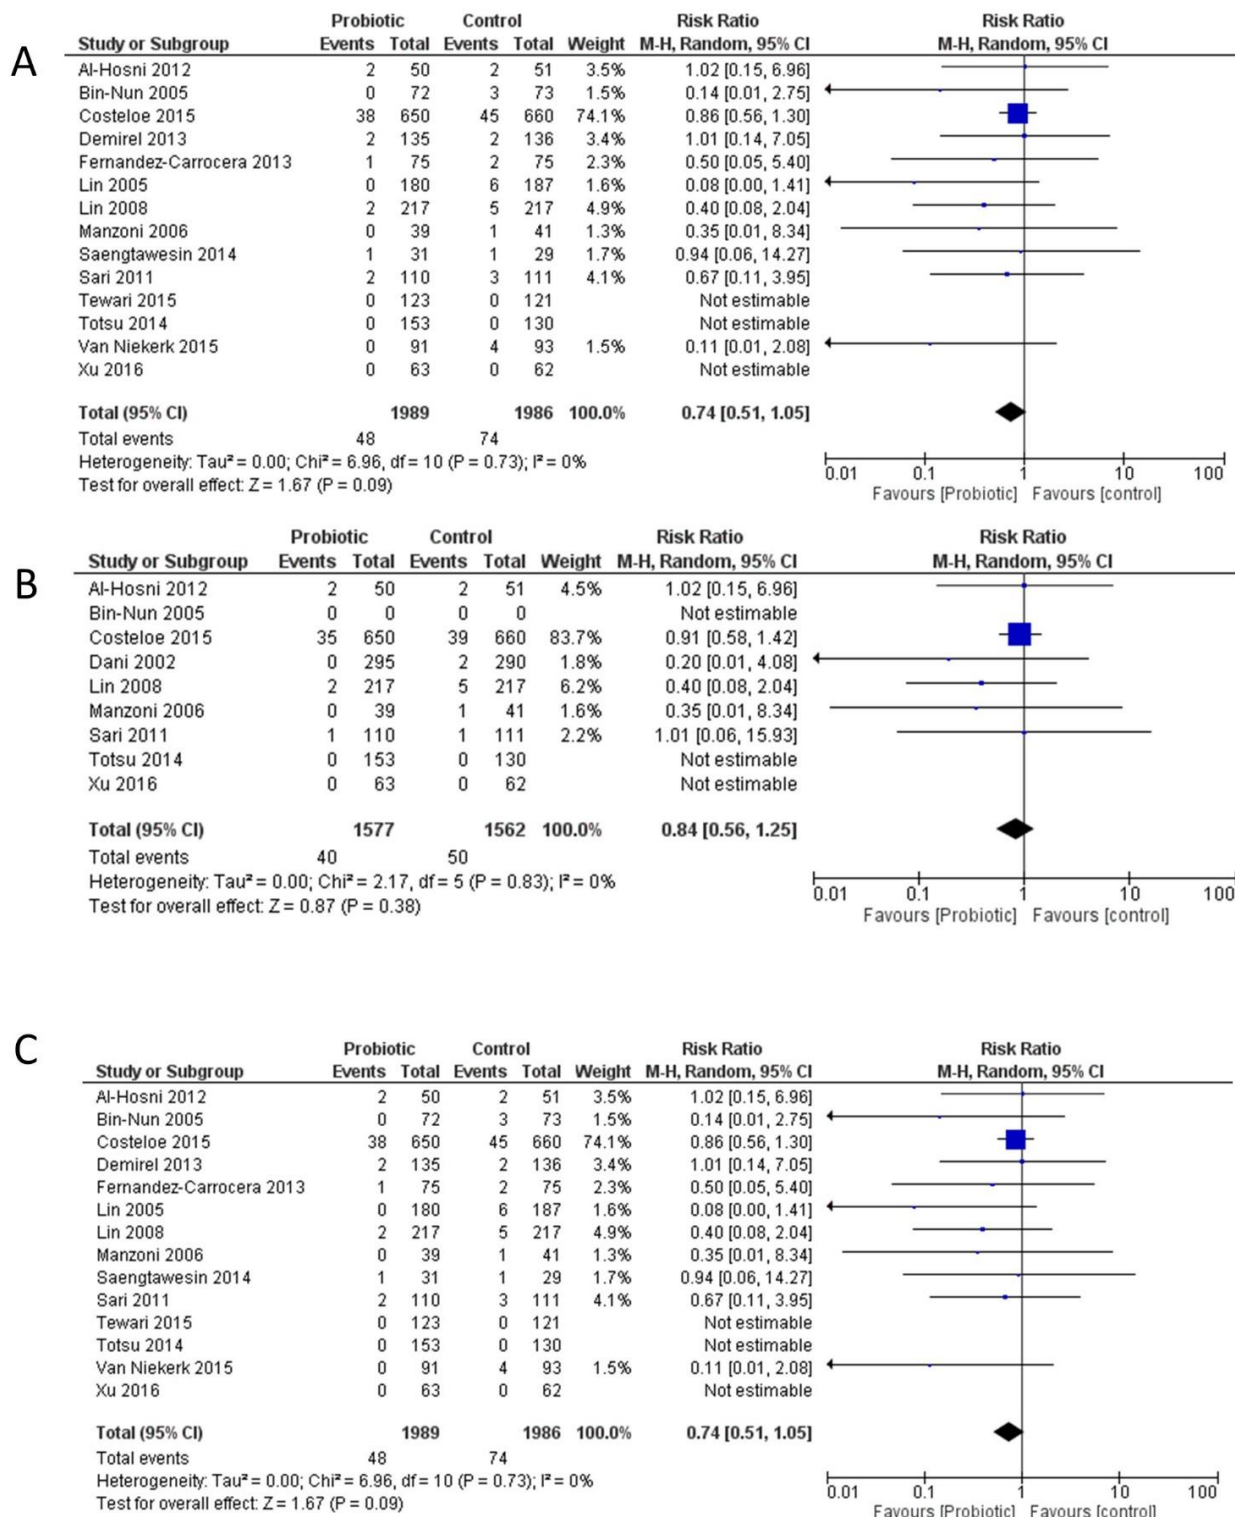 A
Probiotic Control Risk Ratio Risk Ratio
Study or Subgroup Events Total Events Total Weight M-H, Random, 95% CI M-H, Random, 95% CI
Al-Hosni 2012 2 50 2 51 3.5% 1.02 [0.15, 6.96]
Bin-Nun 2005 0 72 3 73 1.5% 0.14 [0.01, 2.75]
Costeloe 2015 38 650 45 660 74.1% 0.86 [0.56, 1.30]
Demirel 2013 2 135 2 136 3.4% 1.01 [0.14, 7.05]
Fernandez-Carrocera 2013 1 75 2 75 2.3% 0.50 [0.05, 5.40]
Lin 2005 0 180 6 187 1.6% 0.08 [0.00, 1.41]
Lin 2008 2 217 5 217 4.9% 0.40 [0.08, 2.04]
Manzoni 2006 0 39 1 41 1.3% 0.35 [0.01, 8.34]
Saengtawesin 2014 1 31 1 29 1.7% 0.94 [0.06, 14.27]
Sari 2011 2 110 3 111 4.1% 0.67 [0.11, 3.95]
Tewari 2015 0 123 0 121 Not estimable
Totsu 2014 0 153 0 130 Not estimable
Van Niekerk 2015 0 91 4 93 1.5% 0.11 [0.01, 2.08]
Xu 2016 0 63 0 62 Not estimable
Total (95% CI) 1989 1986 100.0% 0.74 [0.51, 1.05]
Total events 48 74
Heterogeneity: Tau² = 0.00; Chi² = 6.96, df = 10 (P = 0.73); I² = 0%
Test for overall effect: Z = 1.67 (P = 0.09)
0.01 0.1 1 10 100
Favours [Probiotic] Favours [control]
B
Probiotic Control Risk Ratio Risk Ratio
Study or Subgroup Events Total Events Total Weight M-H, Random, 95% CI M-H, Random, 95% CI
Al-Hosni 2012 2 50 2 51 4.5% 1.02 [0.15, 6.96]
Bin-Nun 2005 0 0 0 0 Not estimable
Costeloe 2015 35 650 39 660 83.7% 0.91 [0.58, 1.42]
Dani 2002 0 295 2 290 1.8% 0.20 [0.01, 4.08]
Lin 2008 2 217 5 217 6.2% 0.40 [0.08, 2.04]
Manzoni 2006 0 39 1 41 1.6% 0.35 [0.01, 8.34]
Sari 2011 1 110 1 111 2.2% 1.01 [0.06, 15.93]
Totsu 2014 0 153 0 130 Not estimable
Xu 2016 0 63 0 62 Not estimable
Total (95% CI) 1577 1562 100.0% 0.84 [0.56, 1.25]
Total events 40 50
Heterogeneity: Tau² = 0.00; Chi² = 2.17, df = 5 (P = 0.83); I² = 0%
Test for overall effect: Z = 0.87 (P = 0.38)
0.01 0.1 1 10 100
Favours [Probiotic] Favours [control]
C
Probiotic Control Risk Ratio Risk Ratio
Study or Subgroup Events Total Events Total Weight M-H, Random, 95% CI M-H, Random, 95% CI
Al-Hosni 2012 2 50 2 51 3.5% 1.02 [0.15, 6.96]
Bin-Nun 2005 0 72 3 73 1.5% 0.14 [0.01, 2.75]
Costeloe 2015 38 650 45 660 74.1% 0.86 [0.56, 1.30]
Demirel 2013 2 135 2 136 3.4% 1.01 [0.14, 7.05]
Fernandez-Carrocera 2013 1 75 2 75 2.3% 0.50 [0.05, 5.40]
Lin 2005 0 180 6 187 1.6% 0.08 [0.00, 1.41]
Lin 2008 2 217 5 217 4.9% 0.40 [0.08, 2.04]
Manzoni 2006 0 39 1 41 1.3% 0.35 [0.01, 8.34]
Saengtawesin 2014 1 31 1 29 1.7% 0.94 [0.06, 14.27]
Sari 2011 2 110 3 111 4.1% 0.67 [0.11, 3.95]
Tewari 2015 0 123 0 121 Not estimable
Totsu 2014 0 153 0 130 Not estimable
Van Niekerk 2015 0 91 4 93 1.5% 0.11 [0.01, 2.08]
Xu 2016 0 63 0 62 Not estimable
Total (95% CI) 1989 1986 100.0% 0.74 [0.51, 1.05]
Total events 48 74
Heterogeneity: Tau² = 0.00; Chi² = 6.96, df = 10 (P = 0.73); I² = 0%
Test for overall effect: Z = 1.67 (P = 0.09)
0.01 0.1 1 10 100
Favours [Probiotic] Favours [control]